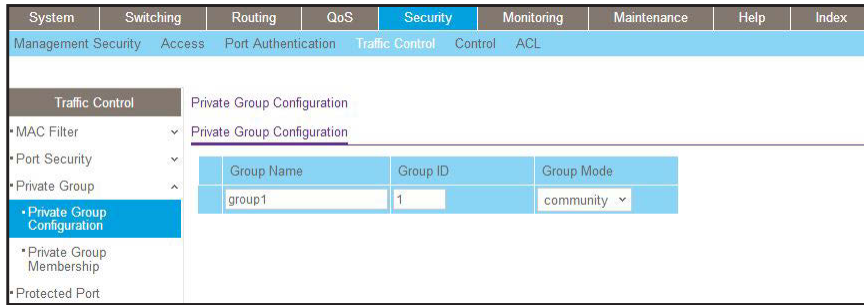 System Switching Routing QoS Security Monitoring Maintenance Help Index
Management Security Access Port Authentication Traffic Control Control ACL
Traffic Control
MAC Filter
Port Security
Private Group
Private Group
Configuration
Private Group
Membership
Protected Port
Private Group Configuration
Private Group Configuration
Group Name Group ID Group Mode
group1 1 community